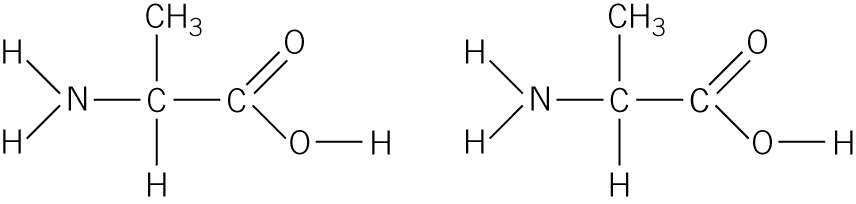 CH₃ CH₃
H O H O
N C C N C C
H O H H O H
H H